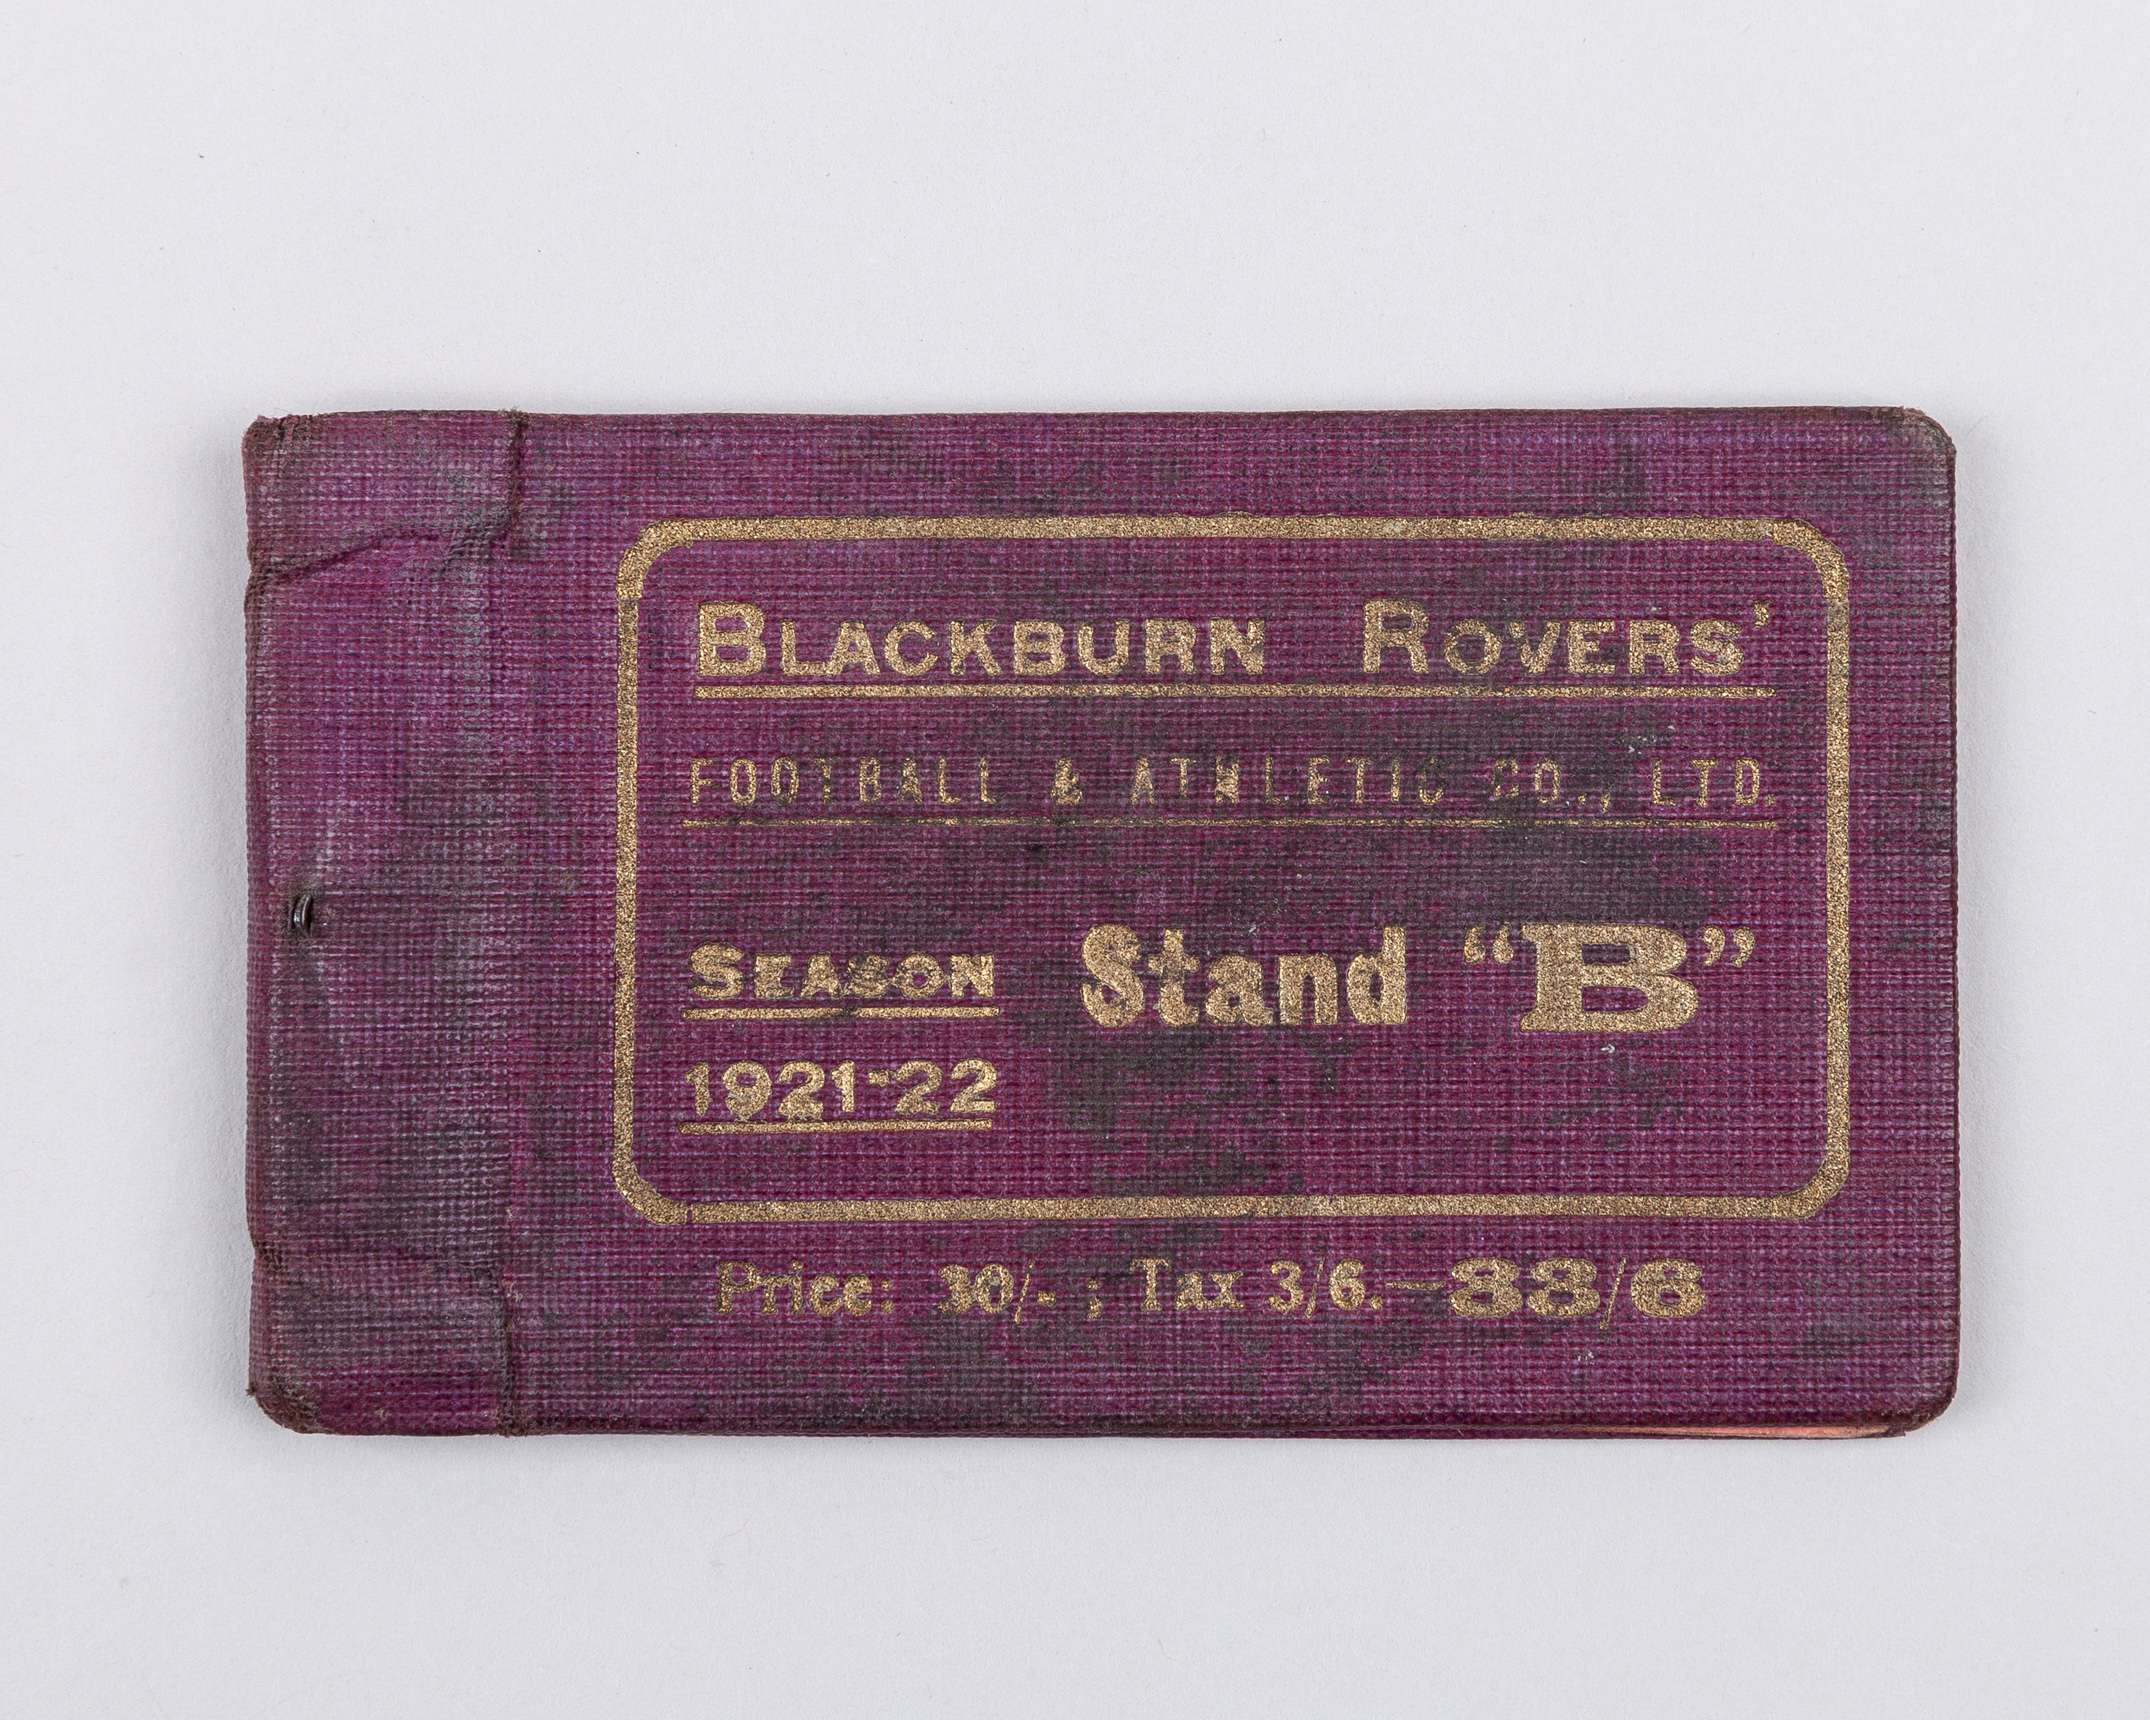 BLACKBURN ROVERS'
FOOTBALL & ATHLETIC CO., LTD.
SEASON
1921-22
Stand "B"
Price: 30/- ; Tax 3/6.—33/6